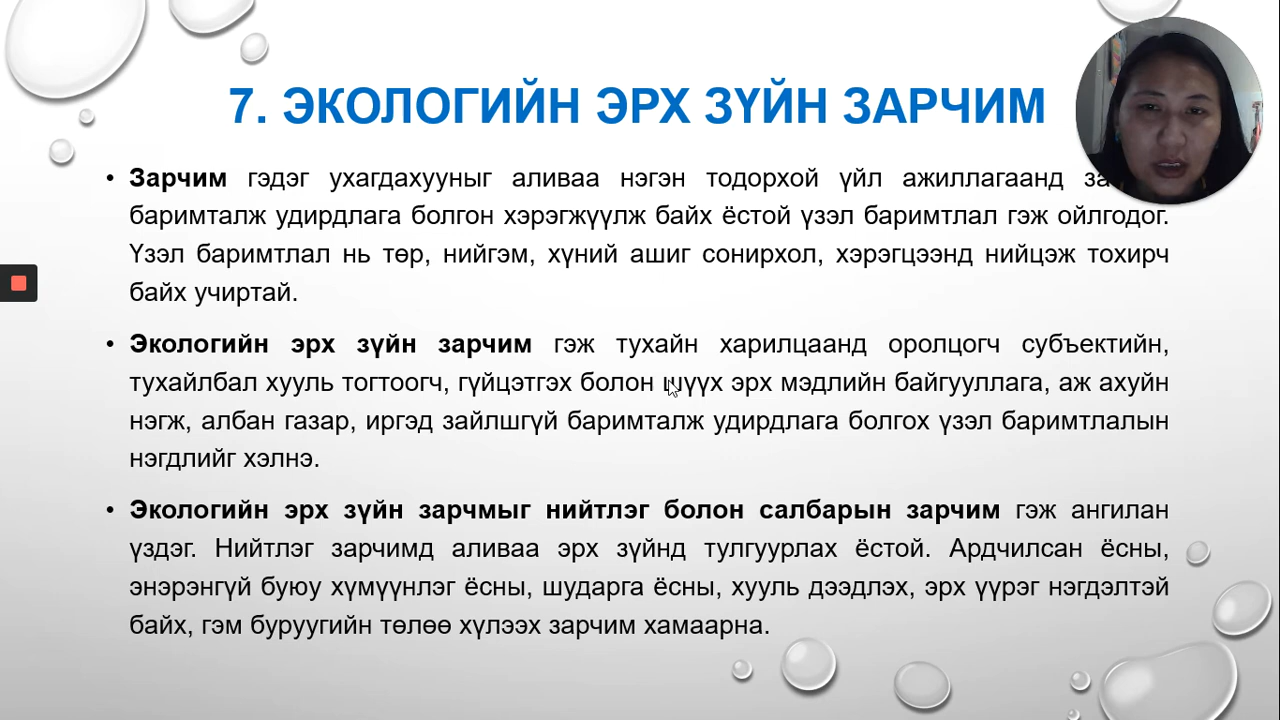 7. ЭКОЛОГИЙН ЭРХ ЗҮЙН ЗАРЧИМ
• Зарчим гэдэг ухагдахууныг аливаа нэгэн тодорхой үйл ажиллагаанд
баримталж удирдлага болгон хэрэгжүүлж байх ёстой үзэл баримтлал гэж ойлгодог.
Үзэл баримтлал нь төр, нийгэм, хүний ашиг сонирхол, хэрэгцээнд нийцэж тохирч
байх учиртай.
• Экологийн эрх зүйн зарчим гэж тухайн харилцаанд оролцогч субъектийн,
тухайлбал хууль тогтоогч, гүйцэтгэх болон шүүх эрх мэдлийн байгууллага, аж ахуйн
нэгж, албан газар, иргэд зайлшгүй баримталж удирдлага болгох үзэл баримтлалын
нэгдлийг хэлнэ.
• Экологийн эрх зүйн зарчмыг нийтлэг болон салбарын зарчим гэж ангилан
үздэг. Нийтлэг зарчимд аливаа эрх зүйнд тулгуурлах ёстой. Ардчилсан ёсны,
энэрэнгүй буюу хүмүүнлэг ёсны, шударга ёсны, хууль дээдлэх, эрх үүрэг нэгдэлтэй
байх, гэм буруугийн төлөө хүлээх зарчим хамаарна.